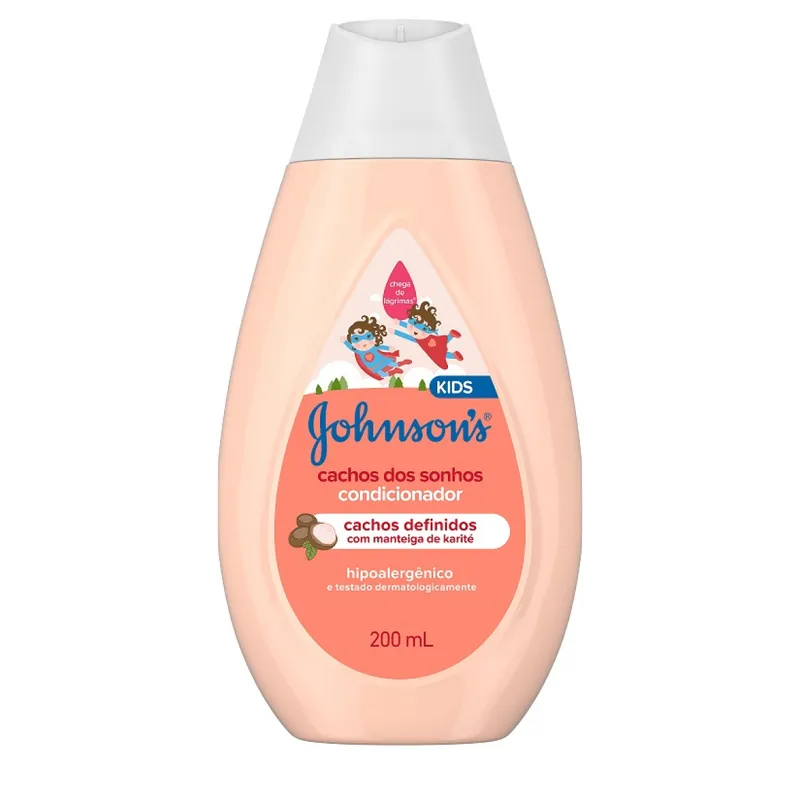 chega
de
lágrimas*
KIDS
Johnson's®
cachos dos sonhos
condicionador
cachos definidos
com manteiga de karité
hipoalergênico
e testado dermatologicamente
200 mL